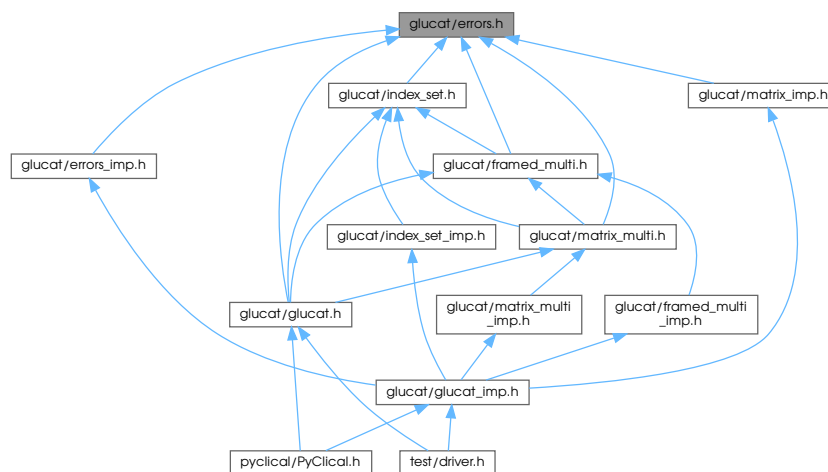 glucat/errors.h
glucat/index_set.h
glucat/matrix_imp.h
glucat/errors_imp.h
glucat/framed_multi.h
glucat/index_set_imp.h
glucat/matrix_multi.h
glucat/glucat.h
glucat/matrix_multi
_imp.h
glucat/framed_multi
_imp.h
glucat/glucat_imp.h
pyclical/PyClical.h
test/driver.h